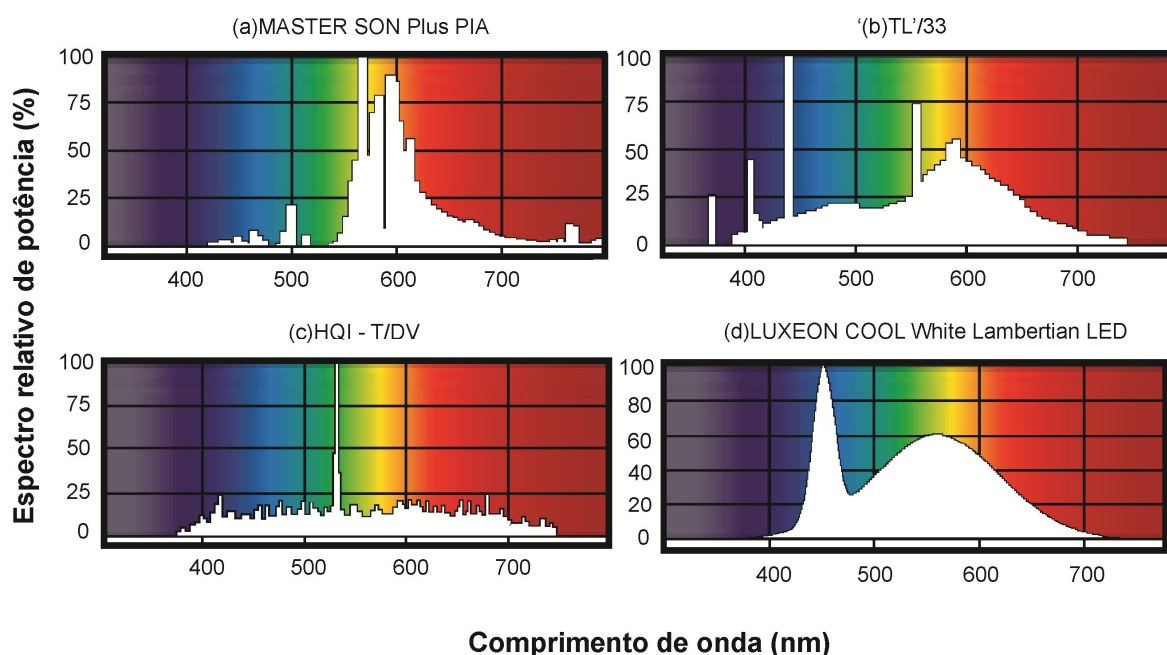 Espectro relativo de potência (%)
(a)MASTER SON Plus PIA
100
75
50
25
0
400 500 600 700
‘(b)TL’/33
100
75
50
25
0
400 500 600 700
(c)HQI - T/DV
100
75
50
25
0
400 500 600 700
(d)LUXEON COOL White Lambertian LED
100
80
60
40
20
0
400 500 600 700
Comprimento de onda (nm)